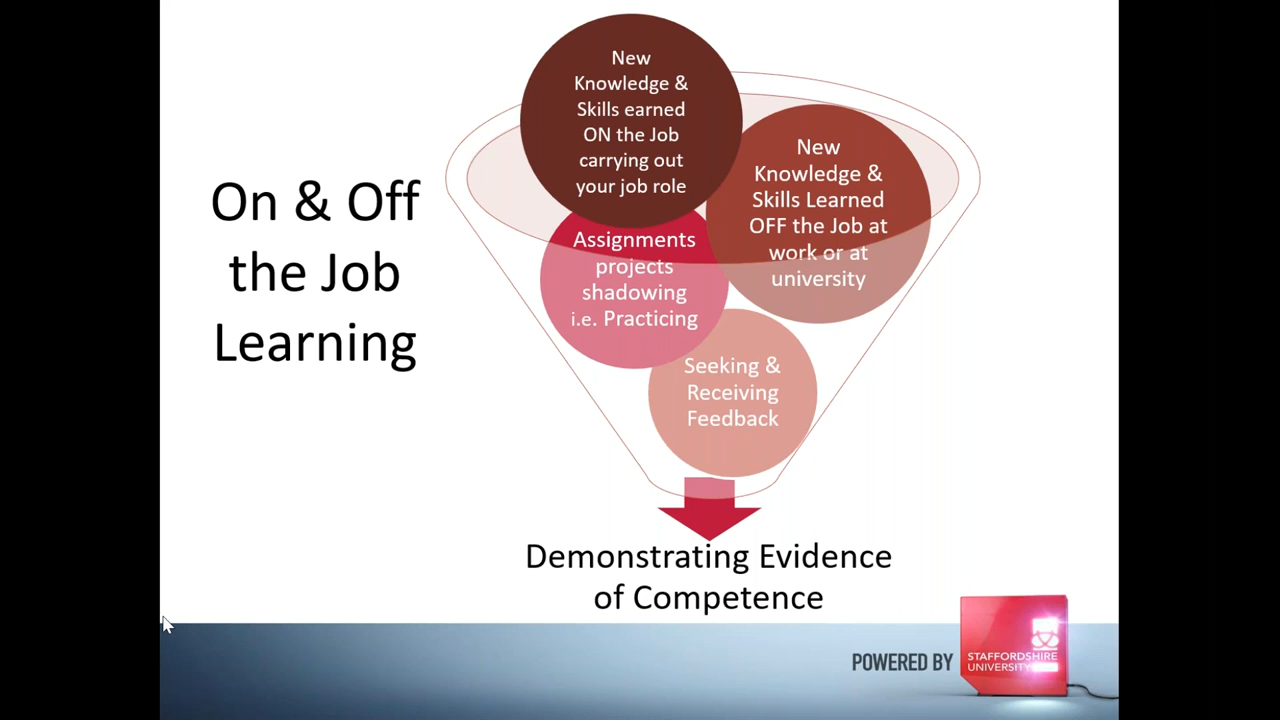 On & Off
the Job
Learning
New
Knowledge &
Skills earned
ON the Job
carrying out
your job role
New
Knowledge &
Skills Learned
OFF the Job at
work or at
university
Assignments
projects
shadowing
i.e. Practicing
Seeking &
Receiving
Feedback
Demonstrating Evidence
of Competence
POWERED BY
STAFFORDSHIRE
UNIVERSITY